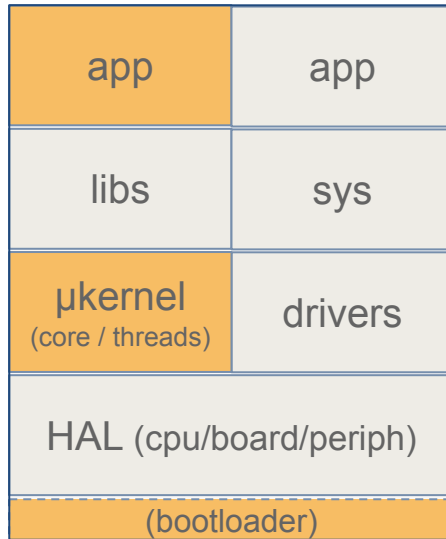 app app
libs sys
µkernel
(core / threads)
drivers
HAL (cpu/board/periph)
(bootloader)